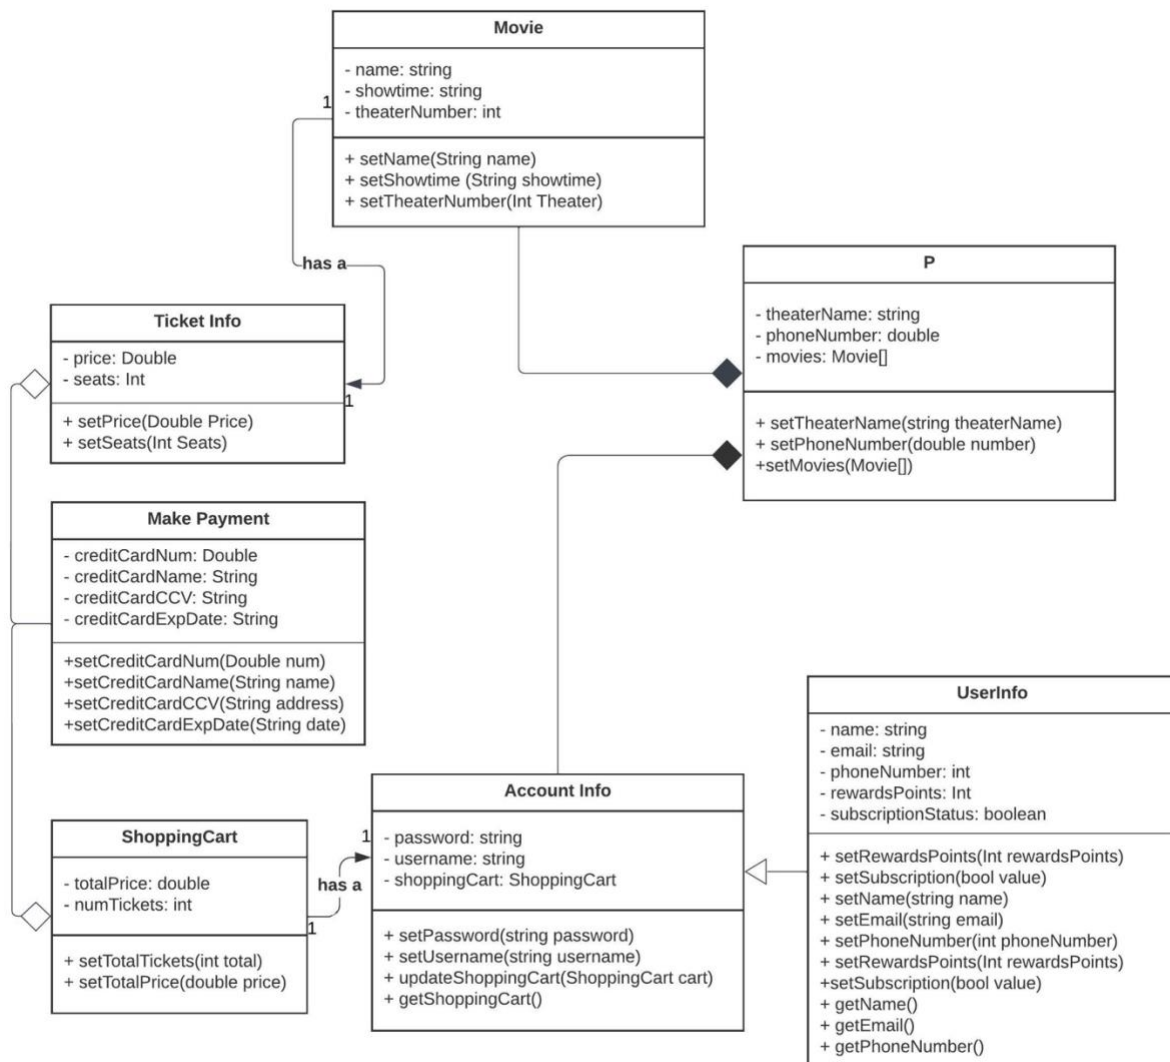 Movie
- name: string
- showtime: string
- theaterNumber: int
+ setName(String name)
+ setShowtime (String showtime)
+ setTheaterNumber(Int Theater)
1
has a
1
P
- theaterName: string
- phoneNumber: double
- movies: Movie[]
+ setTheaterName(string theaterName)
+ setPhoneNumber(double number)
+setMovies(Movie[])
Ticket Info
- price: Double
- seats: Int
+ setPrice(Double Price)
+ setSeats(Int Seats)
Make Payment
- creditCardNum: Double
- creditCardName: String
- creditCardCCV: String
- creditCardExpDate: String
+setCreditCardNum(Double num)
+setCreditCardName(String name)
+setCreditCardCCV(String address)
+setCreditCardExpDate(String date)
ShoppingCart
- totalPrice: double
- numTickets: int
+ setTotalTickets(int total)
+ setTotalPrice(double price)
1
has a
1
Account Info
- password: string
- username: string
- shoppingCart: ShoppingCart
+ setPassword(string password)
+ setUsername(string username)
+ updateShoppingCart(ShoppingCart cart)
+ getShoppingCart()
UserInfo
- name: string
- email: string
- phoneNumber: int
- rewardsPoints: Int
- subscriptionStatus: boolean
+ setRewardsPoints(Int rewardsPoints)
+ setSubscription(bool value)
+ setName(string name)
+ setEmail(string email)
+ setPhoneNumber(int phoneNumber)
+ setRewardsPoints(Int rewardsPoints)
+setSubscription(bool value)
+ getName()
+ getEmail()
+ getPhoneNumber()